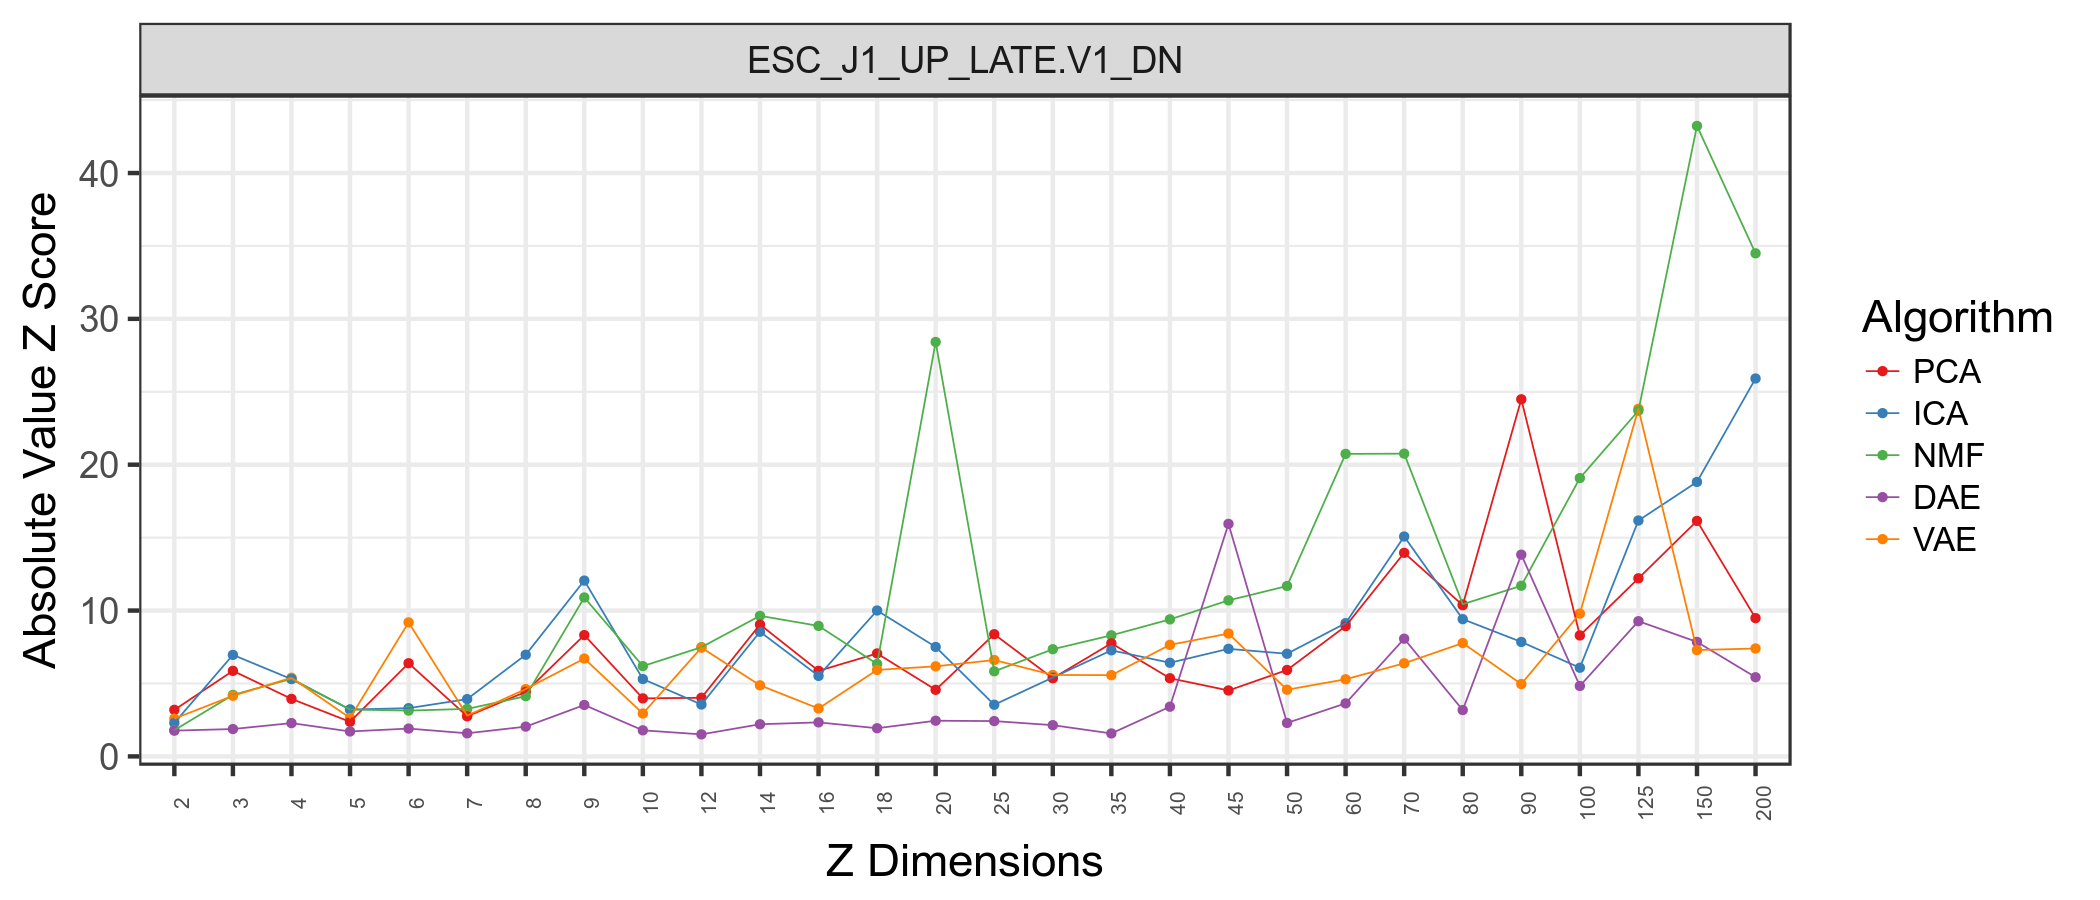 ESC_J1_UP_LATE.V1_DN
Absolute Value Z Score
40
30
20
10
0
2 3 4 5 6 7 8 9 10 12 14 16 18 20 25 30 35 40 45 50 60 70 80 90 100 125 150 200
Z Dimensions
Algorithm
PCA
ICA
NMF
DAE
VAE